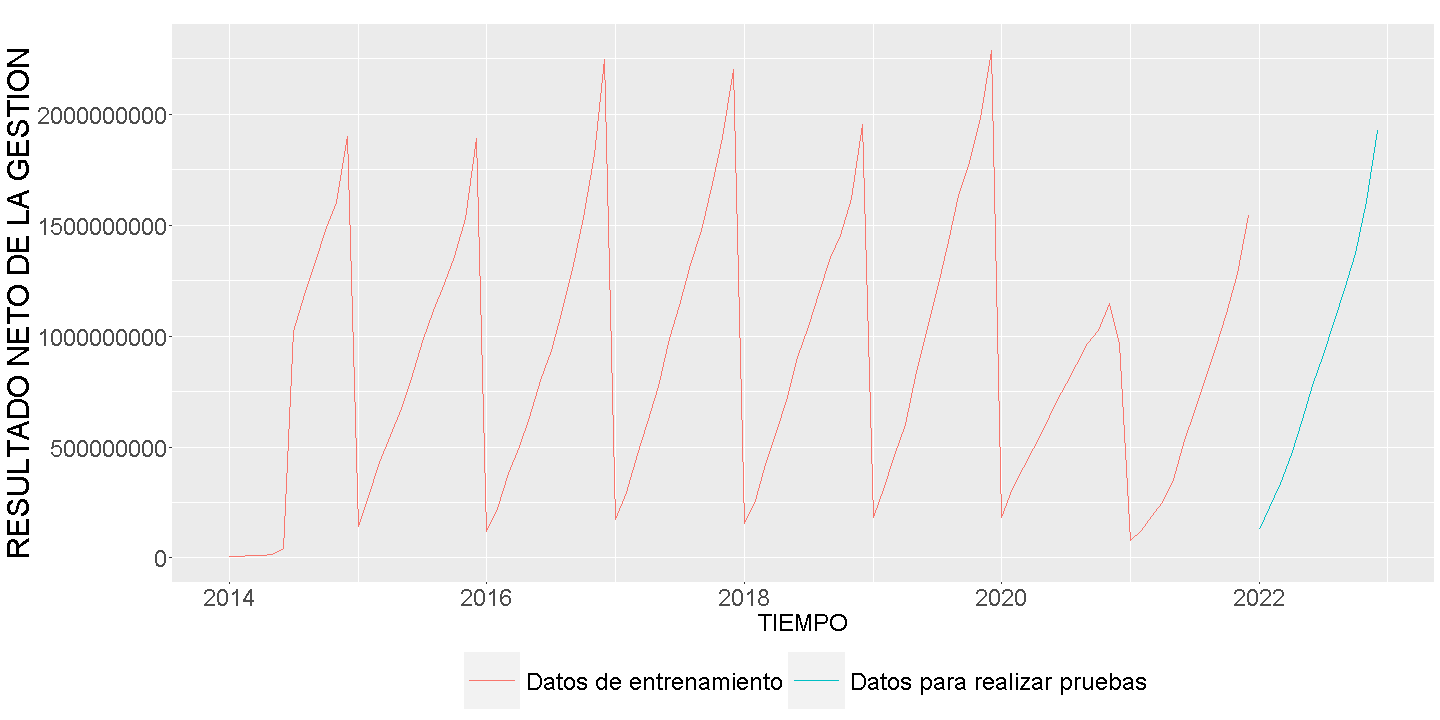 RESULTADO NETO DE LA GESTION
2000000000
1500000000
1000000000
500000000
0
2014 2016 2018 2020 2022
TIEMPO
Datos de entrenamiento Datos para realizar pruebas